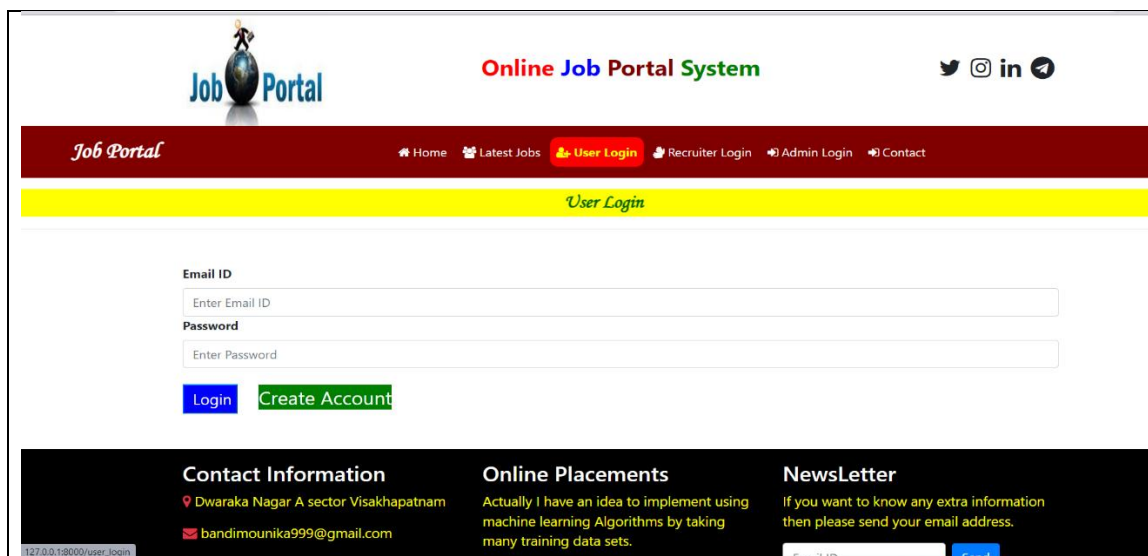 Job Portal
Online Job Portal System
Job Portal
Home Latest Jobs User Login Recruiter Login Admin Login Contact
User Login
Email ID
Enter Email ID
Password
Enter Password
Login Create Account
Contact Information
Dwaraka Nagar A sector Visakhapatnam
bandimounika999@gmail.com
Online Placements
Actually I have an idea to implement using
machine learning Algorithms by taking
many training data sets.
NewsLetter
If you want to know any extra information
then please send your email address.
Email ID Send
127.0.0.1:8000/user_login